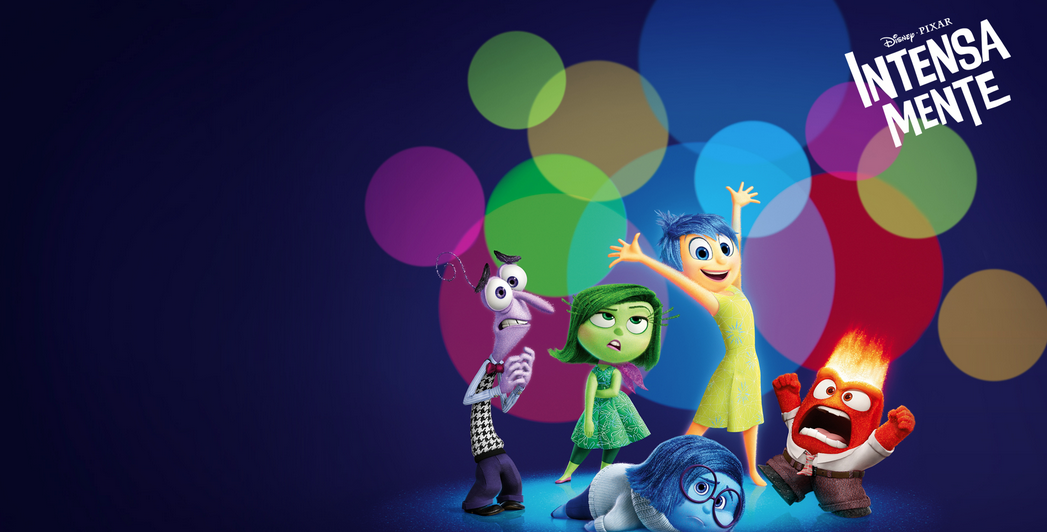 Disney · PIXAR
INTENSA
MENTE